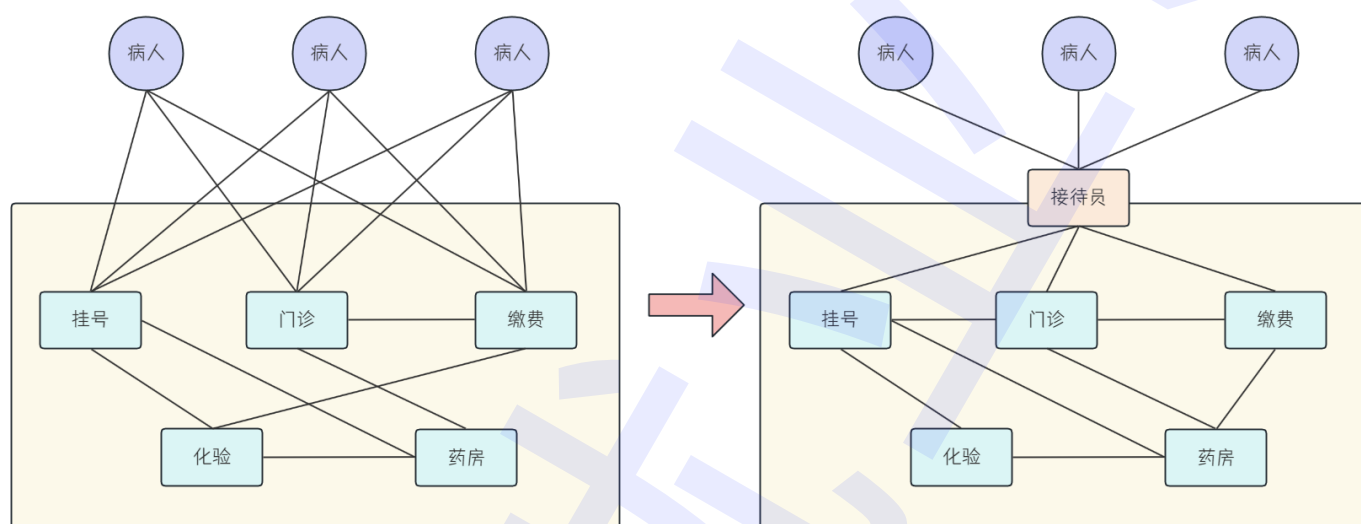 病人 病人 病人 病人 病人 病人
接待员
挂号 门诊 缴费 挂号 门诊 缴费
化验 药房 化验 药房